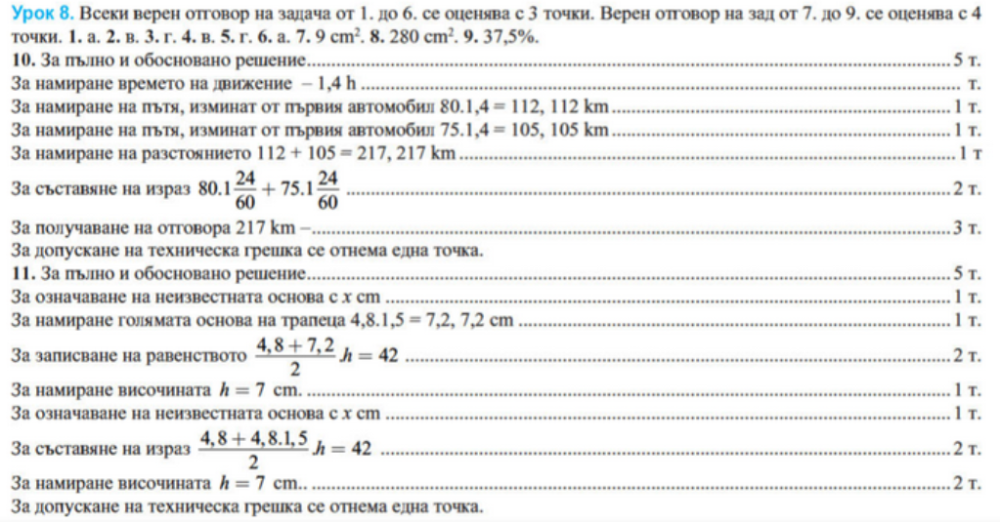 Урок 8. Всеки верен отговор на задача от 1. до 6. се оценява с 3 точки. Верен отговор на зад от 7. до 9. се оценява с 4
точки. 1. а. 2. в. 3. г. 4. в. 5. г. 6. а. 7. 9 cm². 8. 280 cm². 9. 37,5%.
10. За пълно и обосновано решение....................5 т.
За намиране времето на движение – 1,4 h .................... т.
За намиране на пътя, изминат от първия автомобил 80.1,4 = 112, 112 km....................1 т.
За намиране на пътя, изминат от първия автомобил 75.1,4 = 105, 105 km....................1 т.
За намиране на разстоянието 112 + 105 = 217, 217 km....................1 т
За съставяне на израз 80.1 24/60 + 75.1 24/60 ....................2 т.
За получаване на отговора 217 km –....................3 т.
За допускане на техническа грешка се отнема една точка.
11. За пълно и обосновано решение....................5 т.
За означаване на неизвестната основа с x cm ....................1 т.
За намиране голямата основа на трапеца 4,8.1,5 = 7,2, 7,2 cm ....................1 т.
За записване на равенството (4,8 + 7,2)/2 .h = 42 ....................2 т.
За намиране височината h = 7 cm. ....................1 т.
За означаване на неизвестната основа с x cm ....................1 т.
За съставяне на израз (4,8 + 4,8.1,5)/2 .h = 42 ....................2 т.
За намиране височината h = 7 cm.. ....................2 т.
За допускане на техническа грешка се отнема една точка.